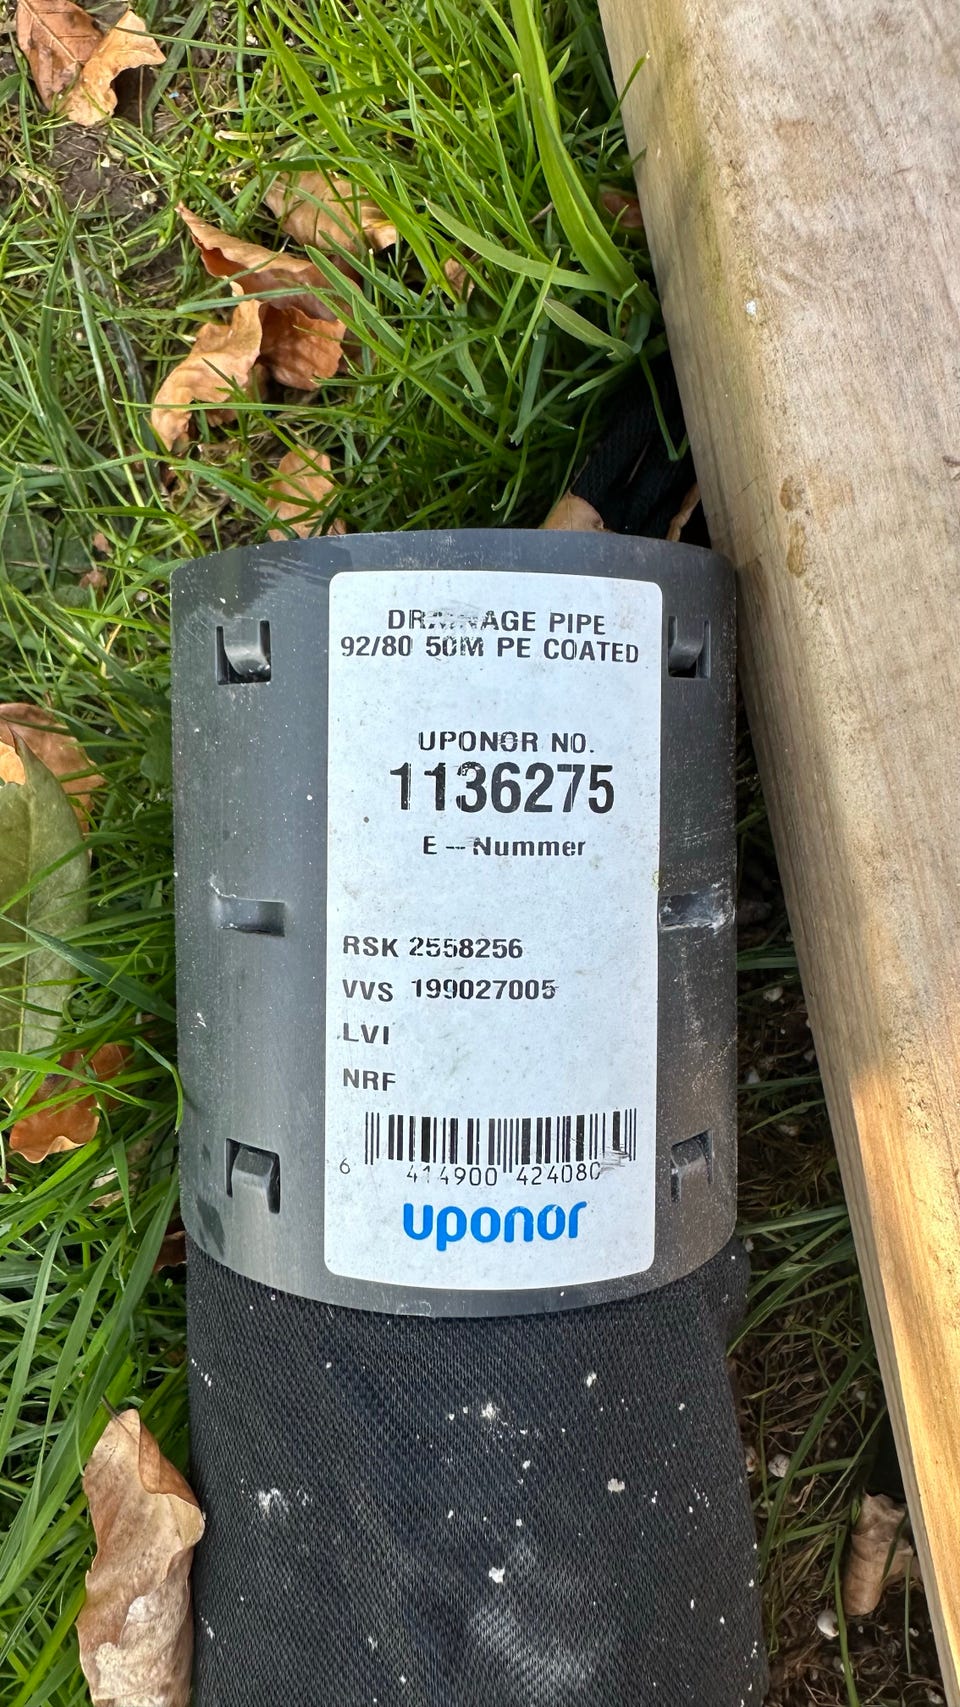 DRAINAGE PIPE
92/80 50M PE COATED
UPONOR NO.
1136275
E -- Nummer
RSK 2558256
VVS 199027005
LVI
NRF
6 414900 424080
uponor